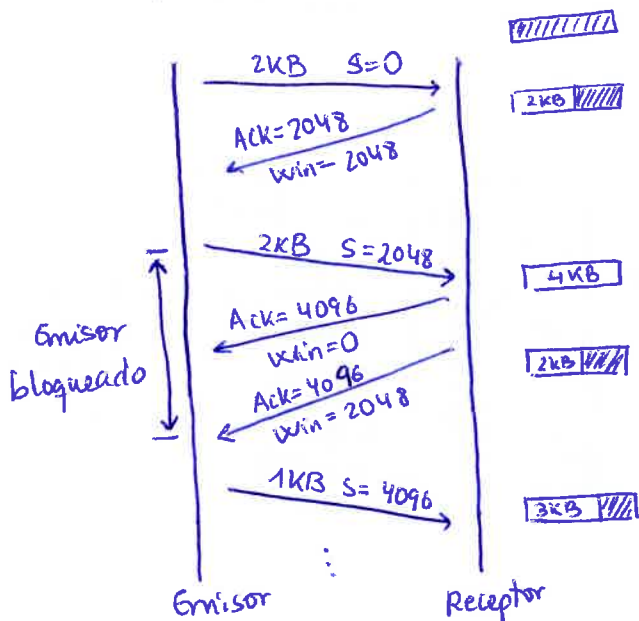 2KB S=0
2KB
Ack=2048
Win=2048
2KB S=2048
4KB
Ack=4096
Win=0
Emisor
bloqueado
2KB
Ack=4096
Win=2048
1KB S=4096
3KB
⋮
Emisor
Receptor